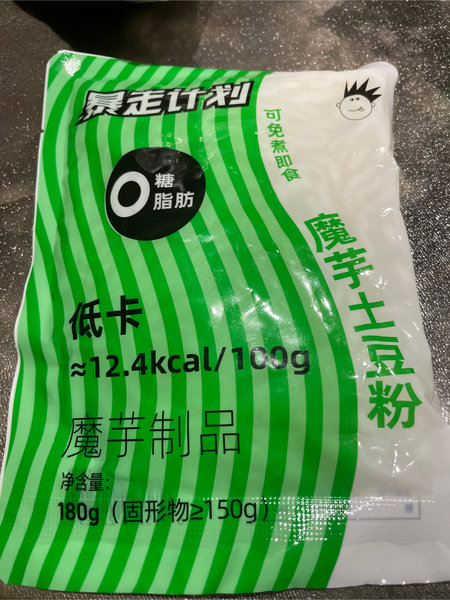 暴走计划
可免煮即食
0糖
脂肪
魔芋土豆粉
低卡
≈12.4kcal/100g
魔芋制品
净含量:
180g(固形物≥150g)